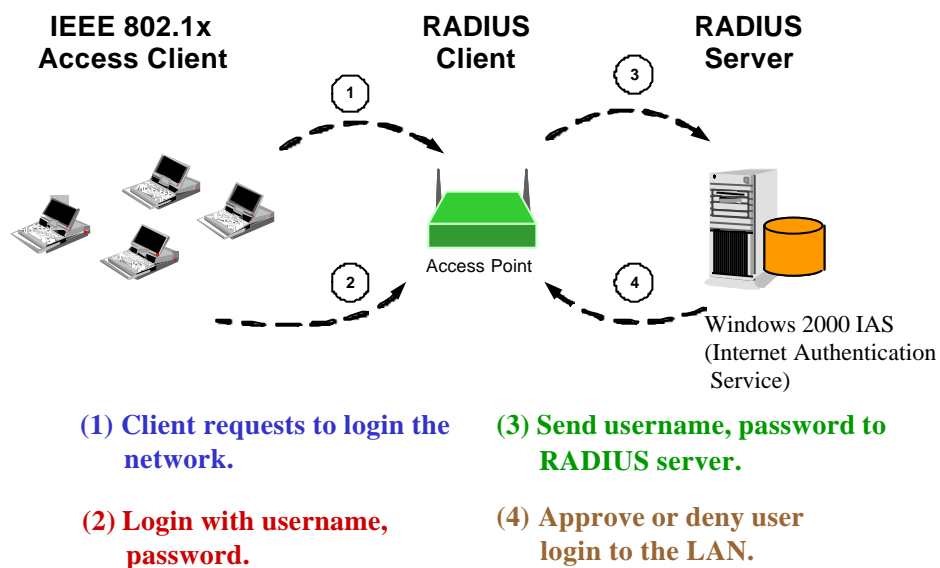 IEEE 802.1x
Access Client
RADIUS
Client
RADIUS
Server
1
3
Access Point
2
4
Windows 2000 IAS
(Internet Authentication
Service)
(1) Client requests to login the
network.
(2) Login with username,
password.
(3) Send username, password to
RADIUS server.
(4) Approve or deny user
login to the LAN.